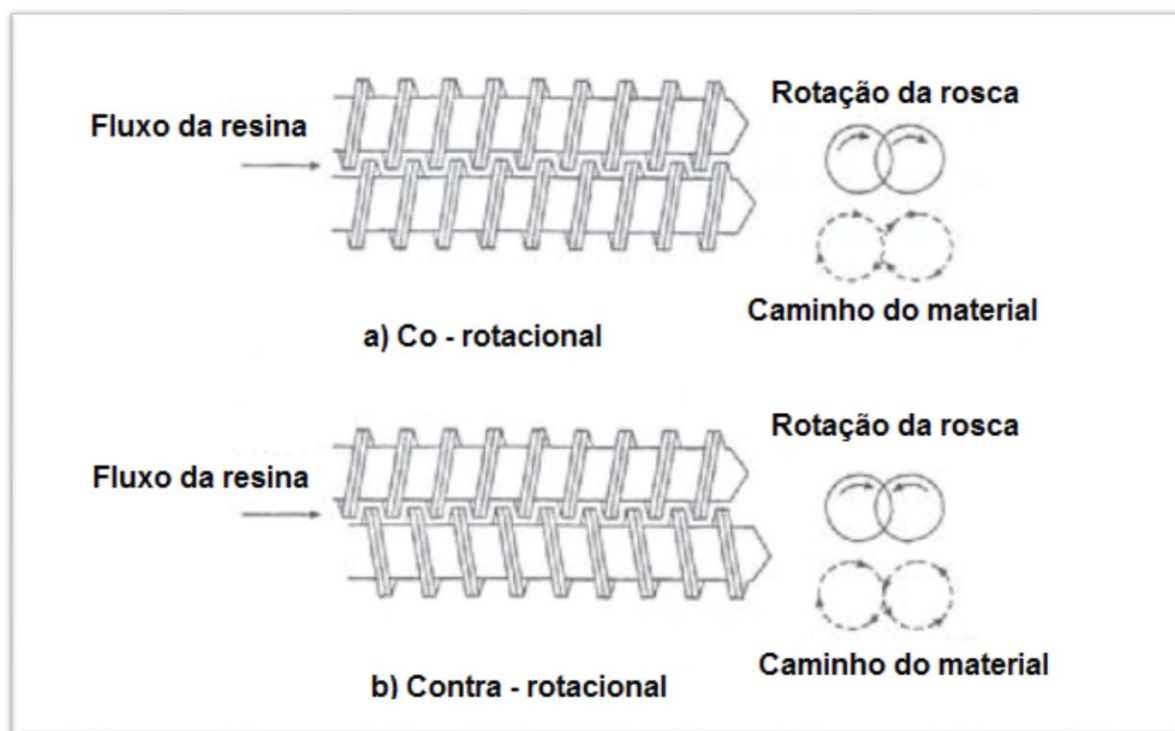 Rotação da rosca
Fluxo da resina
Caminho do material
a) Co - rotacional
Rotação da rosca
Fluxo da resina
Caminho do material
b) Contra - rotacional